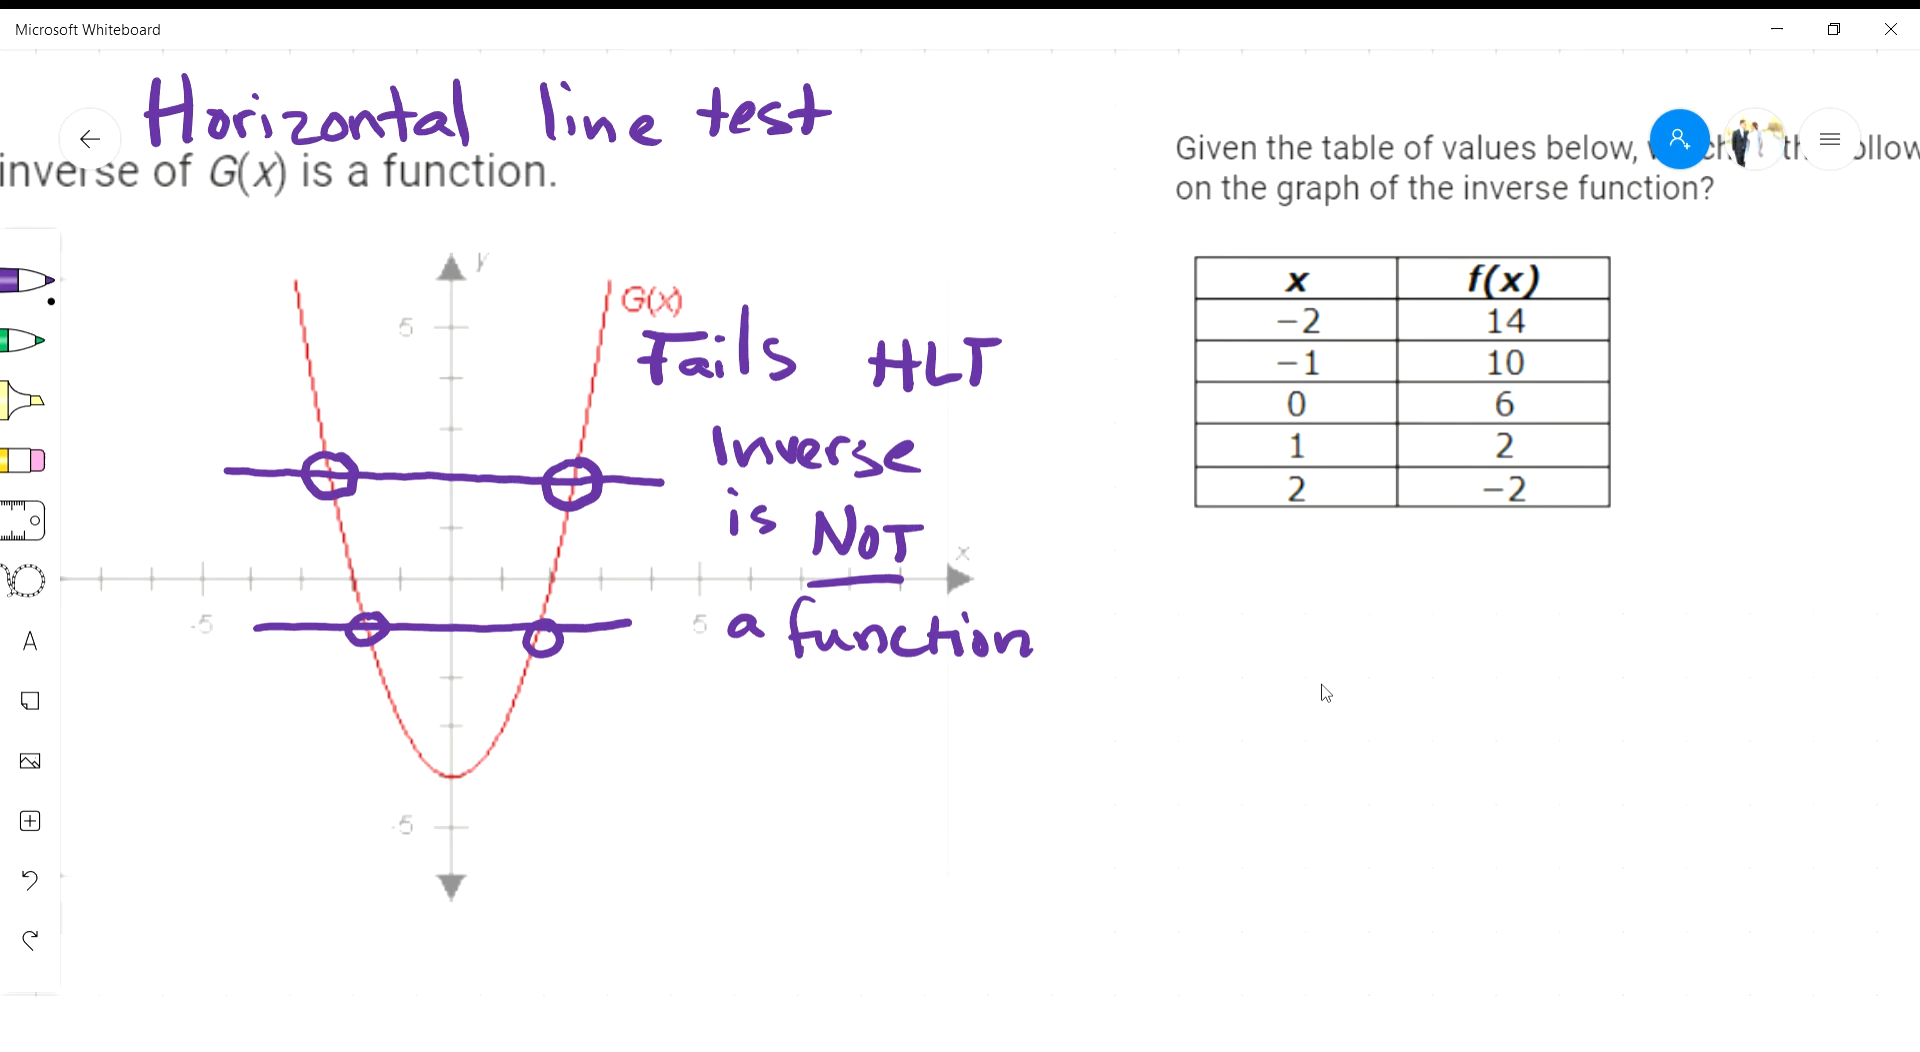 Microsoft Whiteboard
Horizontal line test
inverse of G(x) is a function.
y
G(x)
5
Fails HLT
Inverse
is NOT
a function
x
-5
5
-5
A
Given the table of values below,
on the graph of the inverse function?
x f(x)
−2 14
−1 10
0 6
1 2
2 −2